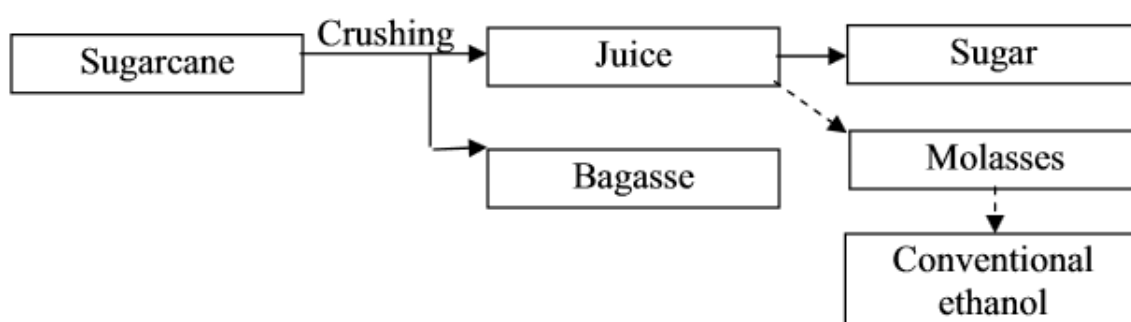 Crushing
Sugarcane
Juice
Sugar
Bagasse
Molasses
Conventional
ethanol